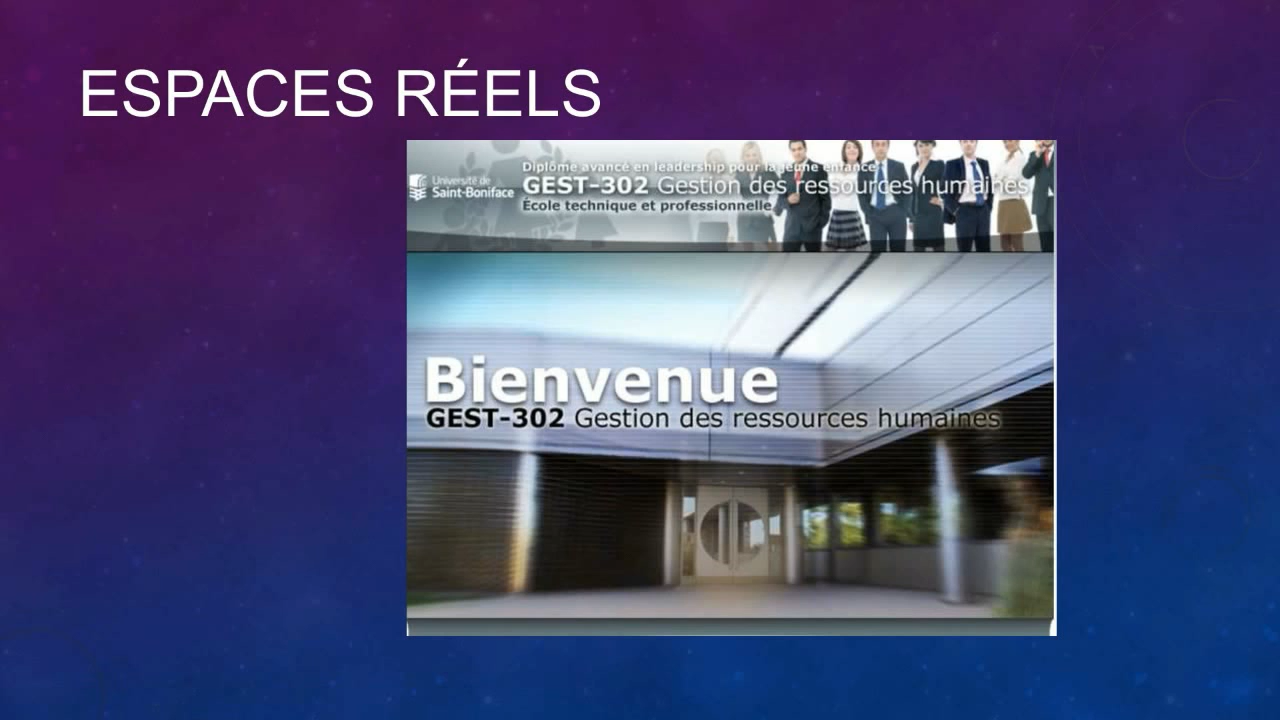 ESPACES RÉELS
Diplôme avancé en leadership pour la jeune enfance
Université de
Saint-Boniface
GEST-302 Gestion des ressources humaines
École technique et professionnelle
Bienvenue
GEST-302 Gestion des ressources humaines